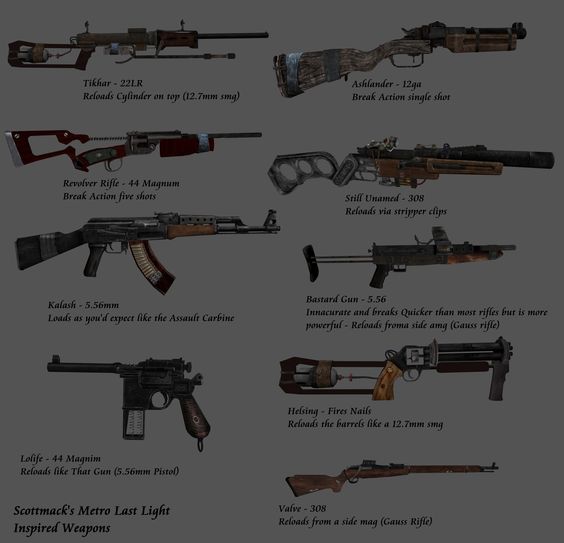 Tikhar - 22LR
Reloads Cylinder on top (12.7mm smg)
Ashlander - 12ga
Break Action single shot
Revolver Rifle - 44 Magnum
Break Action five shots
Still Unamed - 308
Reloads via stripper clips
Kalash - 5.56mm
Loads as you'd expect like the Assault Carbine
Bastard Gun - 5.56
Innacurate and breaks Quicker than most rifles but is more
powerful - Reloads froma side amg (Gauss rifle)
Helsing - Fires Nails
Reloads the barrels like a 12.7mm smg
Lolife - 44 Magnim
Reloads like That Gun (5.56mm Pistol)
Valve - 308
Reloads from a side mag (Gauss Rifle)
Scottmack's Metro Last Light
Inspired Weapons